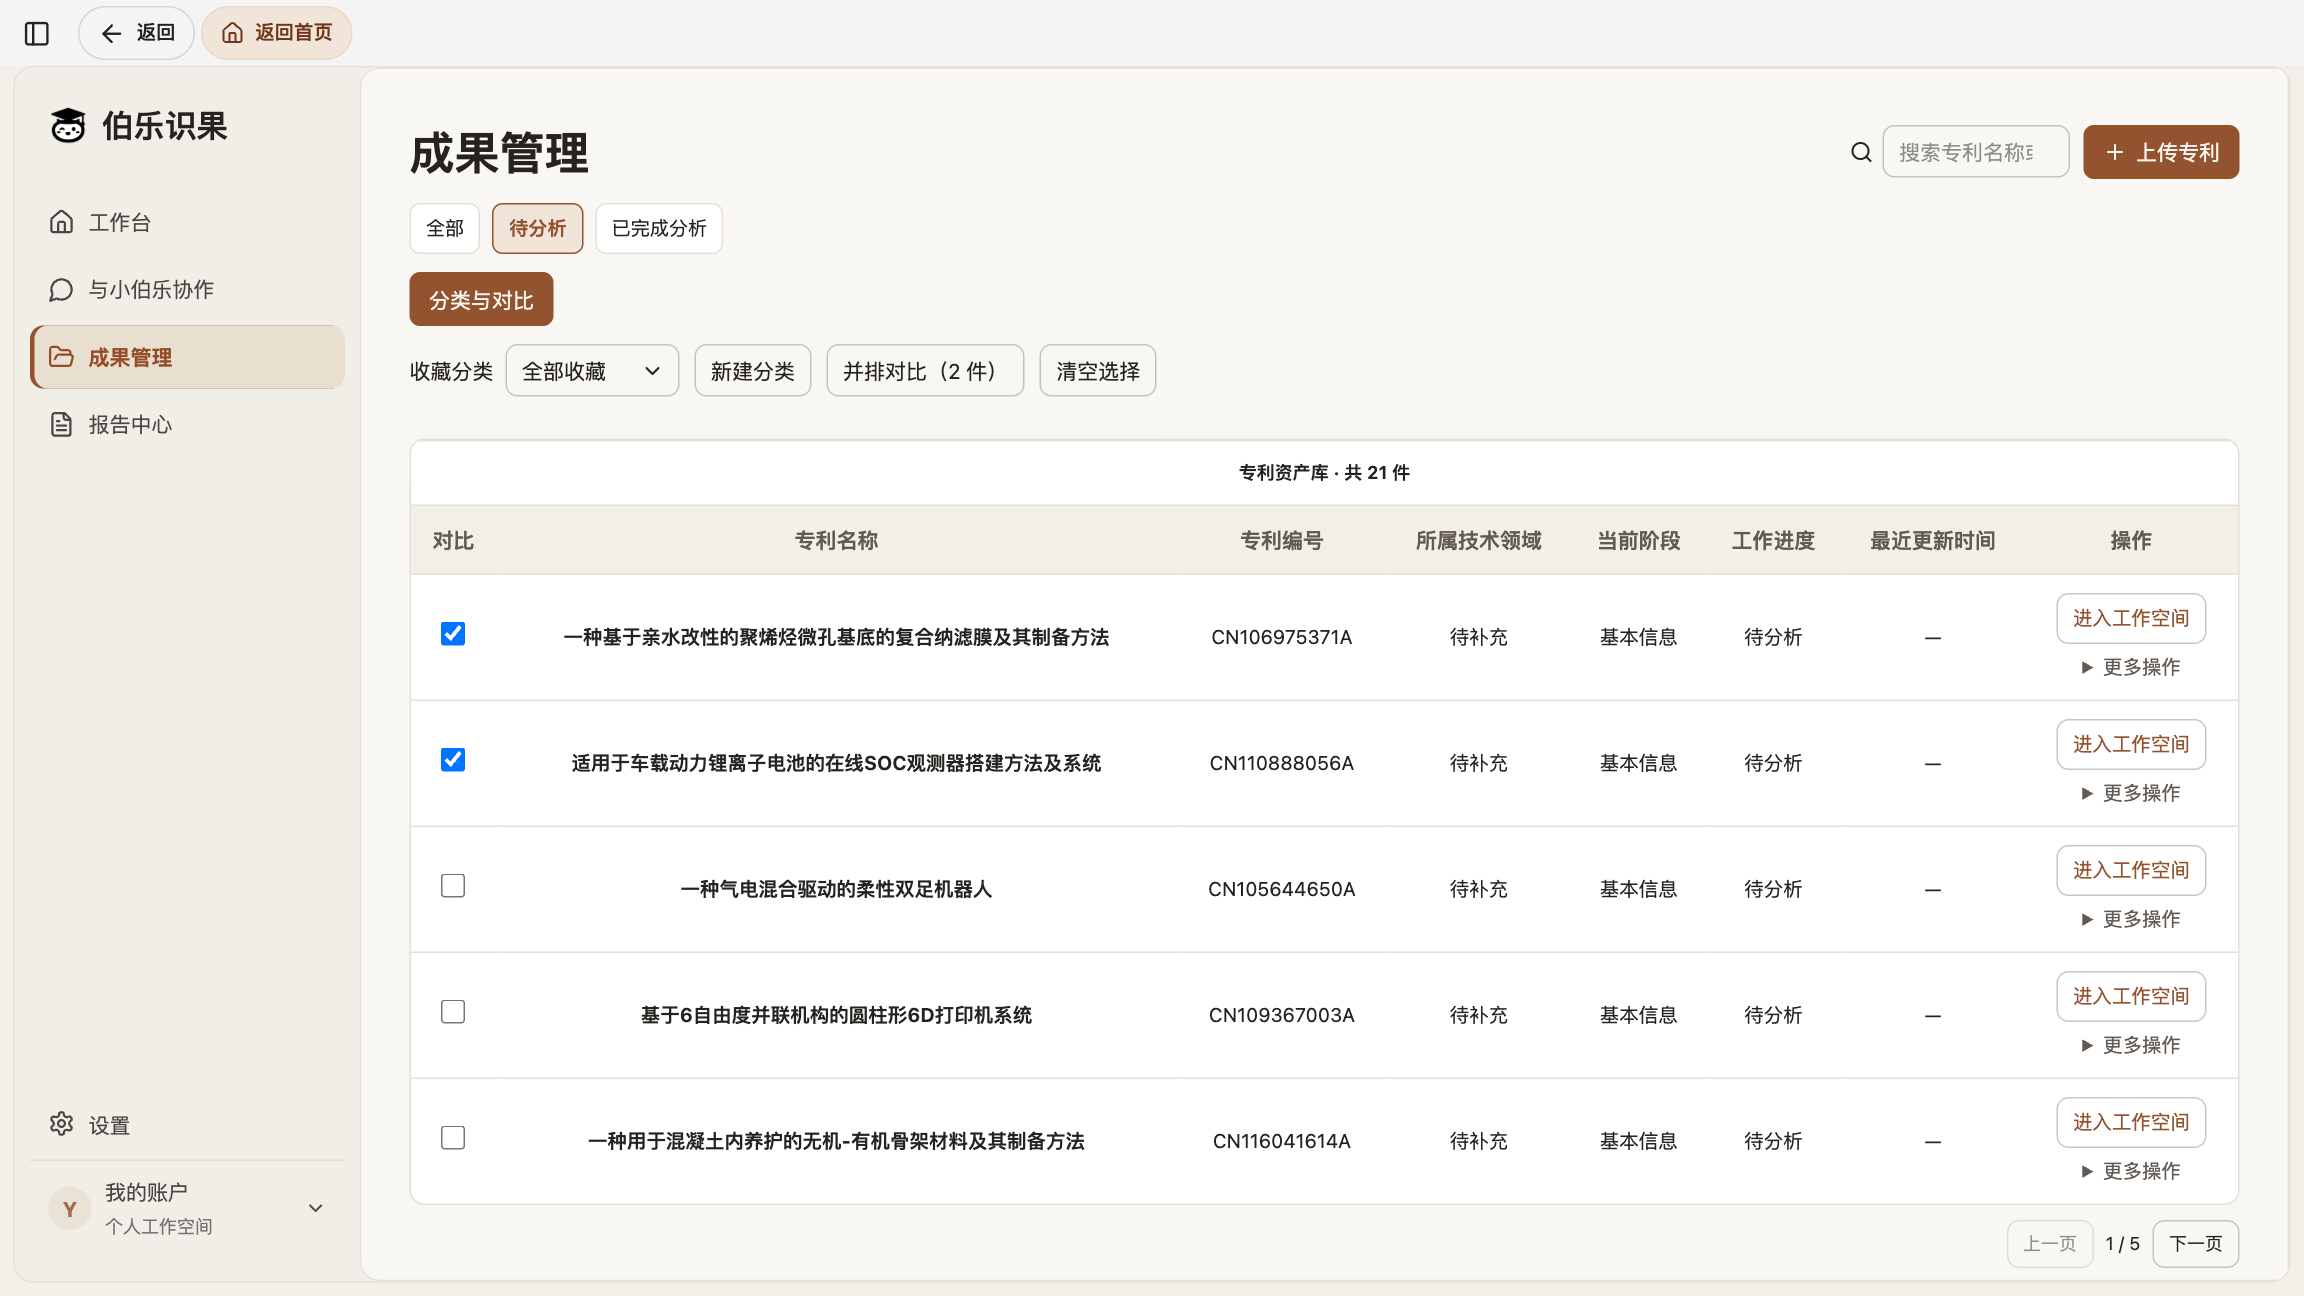 返回
返回首页
伯乐识果
工作台
与小伯乐协作
成果管理
报告中心
设置
Y
我的账户
个人工作空间
成果管理
搜索专利名称
+ 上传专利
全部
待分析
已完成分析
分类与对比
收藏分类
全部收藏
新建分类
并排对比（2 件）
清空选择
专利资产库 · 共 21 件
对比 专利名称 专利编号 所属技术领域 当前阶段 工作进度 最近更新时间 操作
一种基于亲水改性的聚烯烃微孔基底的复合纳滤膜及其制备方法 CN106975371A 待补充 基本信息 待分析 — 进入工作空间
▶ 更多操作
适用于车载动力锂离子电池的在线SOC观测器搭建方法及系统 CN110888056A 待补充 基本信息 待分析 — 进入工作空间
▶ 更多操作
一种气电混合驱动的柔性双足机器人 CN105644650A 待补充 基本信息 待分析 — 进入工作空间
▶ 更多操作
基于6自由度并联机构的圆柱形6D打印机系统 CN109367003A 待补充 基本信息 待分析 — 进入工作空间
▶ 更多操作
一种用于混凝土内养护的无机-有机骨架材料及其制备方法 CN116041614A 待补充 基本信息 待分析 — 进入工作空间
▶ 更多操作
上一页
1 / 5
下一页